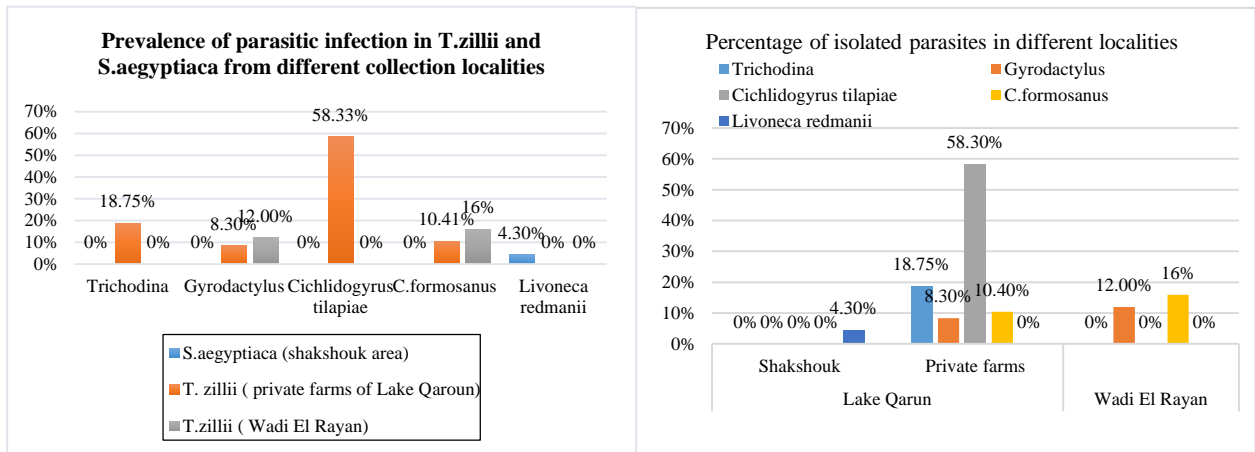 Prevalence of parasitic infection in T.zillii and
S.aegyptiaca from different collection localities
70%
60%
50%
40%
30%
20%
10%
0%
58.33%
18.75%
8.30%
12.00%
10.41%
16%
4.30%
0%
0%
0%
0%
0%
0%
0%
0%
Trichodina
Gyrodactylus
Cichlidogyrus
tilapiae
C.formosanus
Livoneca
redmanii
S.aegyptiaca (shakshouk area)
T. zillii ( private farms of Lake Qaroun)
T.zillii ( Wadi El Rayan)
Percentage of isolated parasites in different localities
Trichodina
Gyrodactylus
Cichlidogyrus tilapiae
C.formosanus
Livoneca redmanii
70%
60%
50%
40%
30%
20%
10%
0%
0% 0% 0% 0%
4.30%
18.75%
8.30%
58.30%
10.40%
0%
0%
12.00%
0%
16%
0%
Shakshouk
Private farms
Lake Qarun
Wadi El Rayan